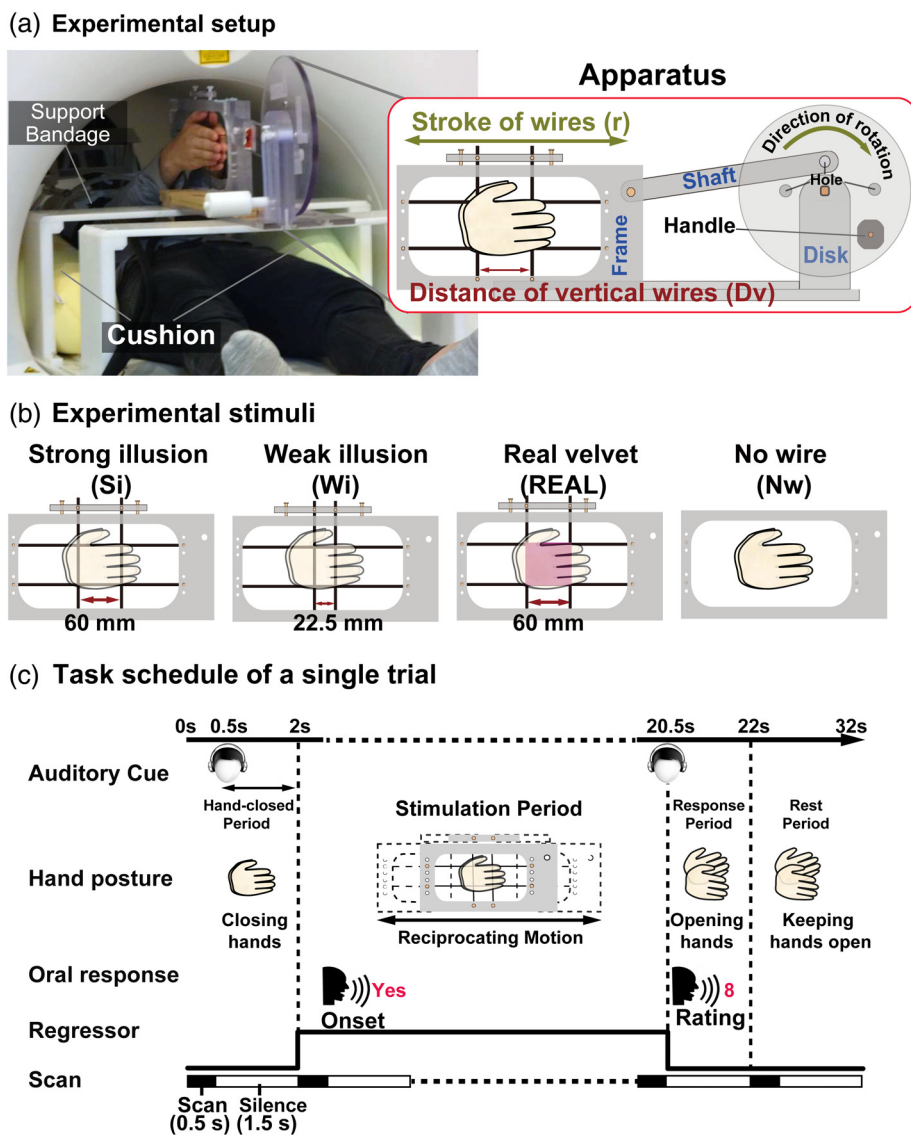 (a) Experimental setup
Support
Bandage
Cushion
Apparatus
Stroke of wires (r)
Direction of rotation
Shaft
Hole
Handle
Frame
Disk
Distance of vertical wires (Dv)
(b) Experimental stimuli
Strong illusion
(Si)
60 mm
Weak illusion
(Wi)
22.5 mm
Real velvet
(REAL)
60 mm
No wire
(Nw)
(c) Task schedule of a single trial
0s 0.5s 2s 20.5s 22s 32s
Auditory Cue
Hand-closed
Period
Stimulation Period
Response
Period
Rest
Period
Hand posture
Closing
hands
Reciprocating Motion
Opening
hands
Keeping
hands open
Oral response
Yes
Onset
8
Rating
Regressor
Scan
Scan
(0.5 s)
Silence
(1.5 s)